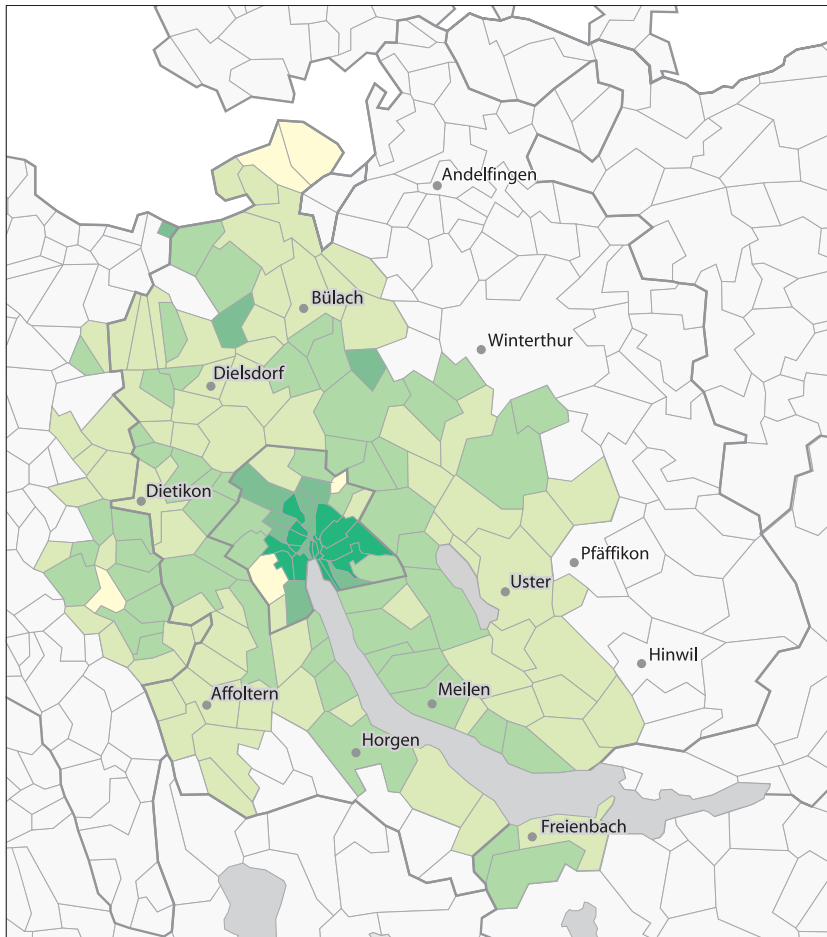 Andelfingen
Bülach
Winterthur
Dielsdorf
Dietikon
Pfäffikon
Uster
Hinwil
Affoltern
Meilen
Horgen
Freienbach